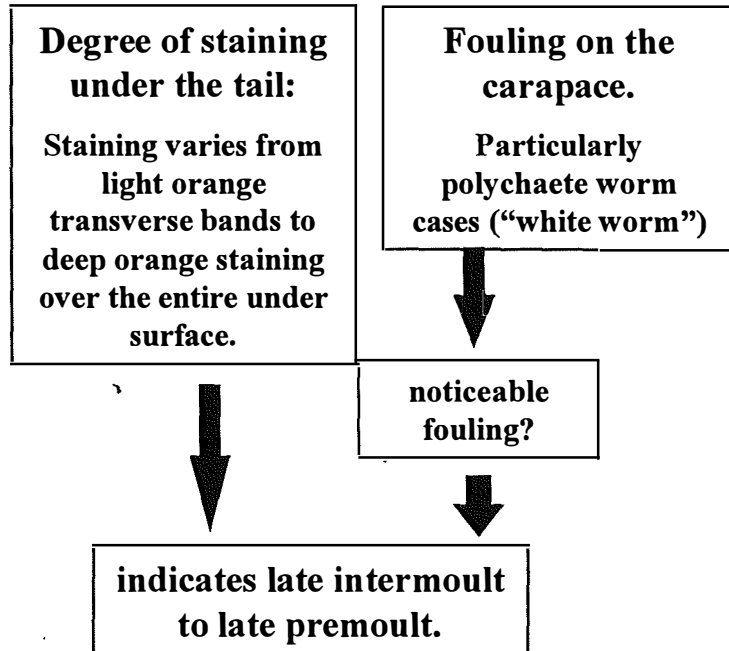 Degree of staining
under the tail:
Staining varies from
light orange
transverse bands to
deep orange staining
over the entire under
surface.
Fouling on the
carapace.
Particularly
polychaete worm
cases (“white worm”)
noticeable
fouling?
indicates late intermoult
to late premoult.